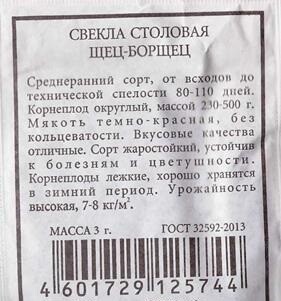 СВЕКЛА СТОЛОВАЯ
ЩЕЦ-БОРЩЕЦ
Среднеранний сорт, от всходов до
технической спелости 80-110 дней.
Корнеплод округлый, массой 230-500 г.
Мякоть темно-красная, без
кольцеватости. Вкусовые качества
отличные. Сорт жаростойкий, устойчив
к болезням и цветушности.
Корнеплоды лежкие, хорошо хранятся
в зимний период. Урожайность
высокая, 7-8 кг/м².
МАССА 3 г. ГОСТ 32592-2013
4 601729 125744